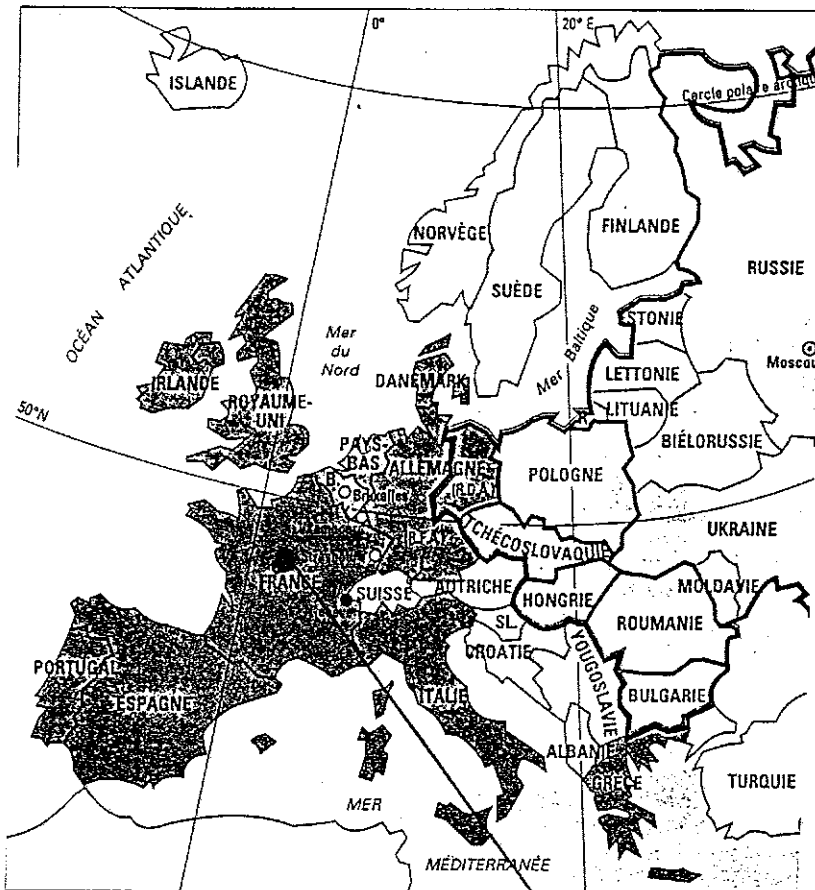 0°
20° E
ISLANDE
Cercle polaire arctique
NORVÈGE
FINLANDE
SUÈDE
RUSSIE
OCÉAN ATLANTIQUE
Mer
du
Nord
Mer Baltique
ESTONIE
Moscou
LETTONIE
IRLANDE
DANEMARK
ROYAUME-
UNI
LITUANIE
50°N
BIÉLORUSSIE
PAYS-
BAS
ALLEMAGNE
POLOGNE
B.
Bruxelles
(RDA)
TCHÉCOSLOVAQUIE
UKRAINE
(RFA)
FRANCE
SUISSE
AUTRICHE
MOLDAVIE
HONGRIE
ROUMANIE
SL.
CROATIE
YOUGOSLAVIE
PORTUGAL
ESPAGNE
ITALIE
BULGARIE
ALBANIE
GRÈCE
TURQUIE
MER
MÉDITERRANÉE